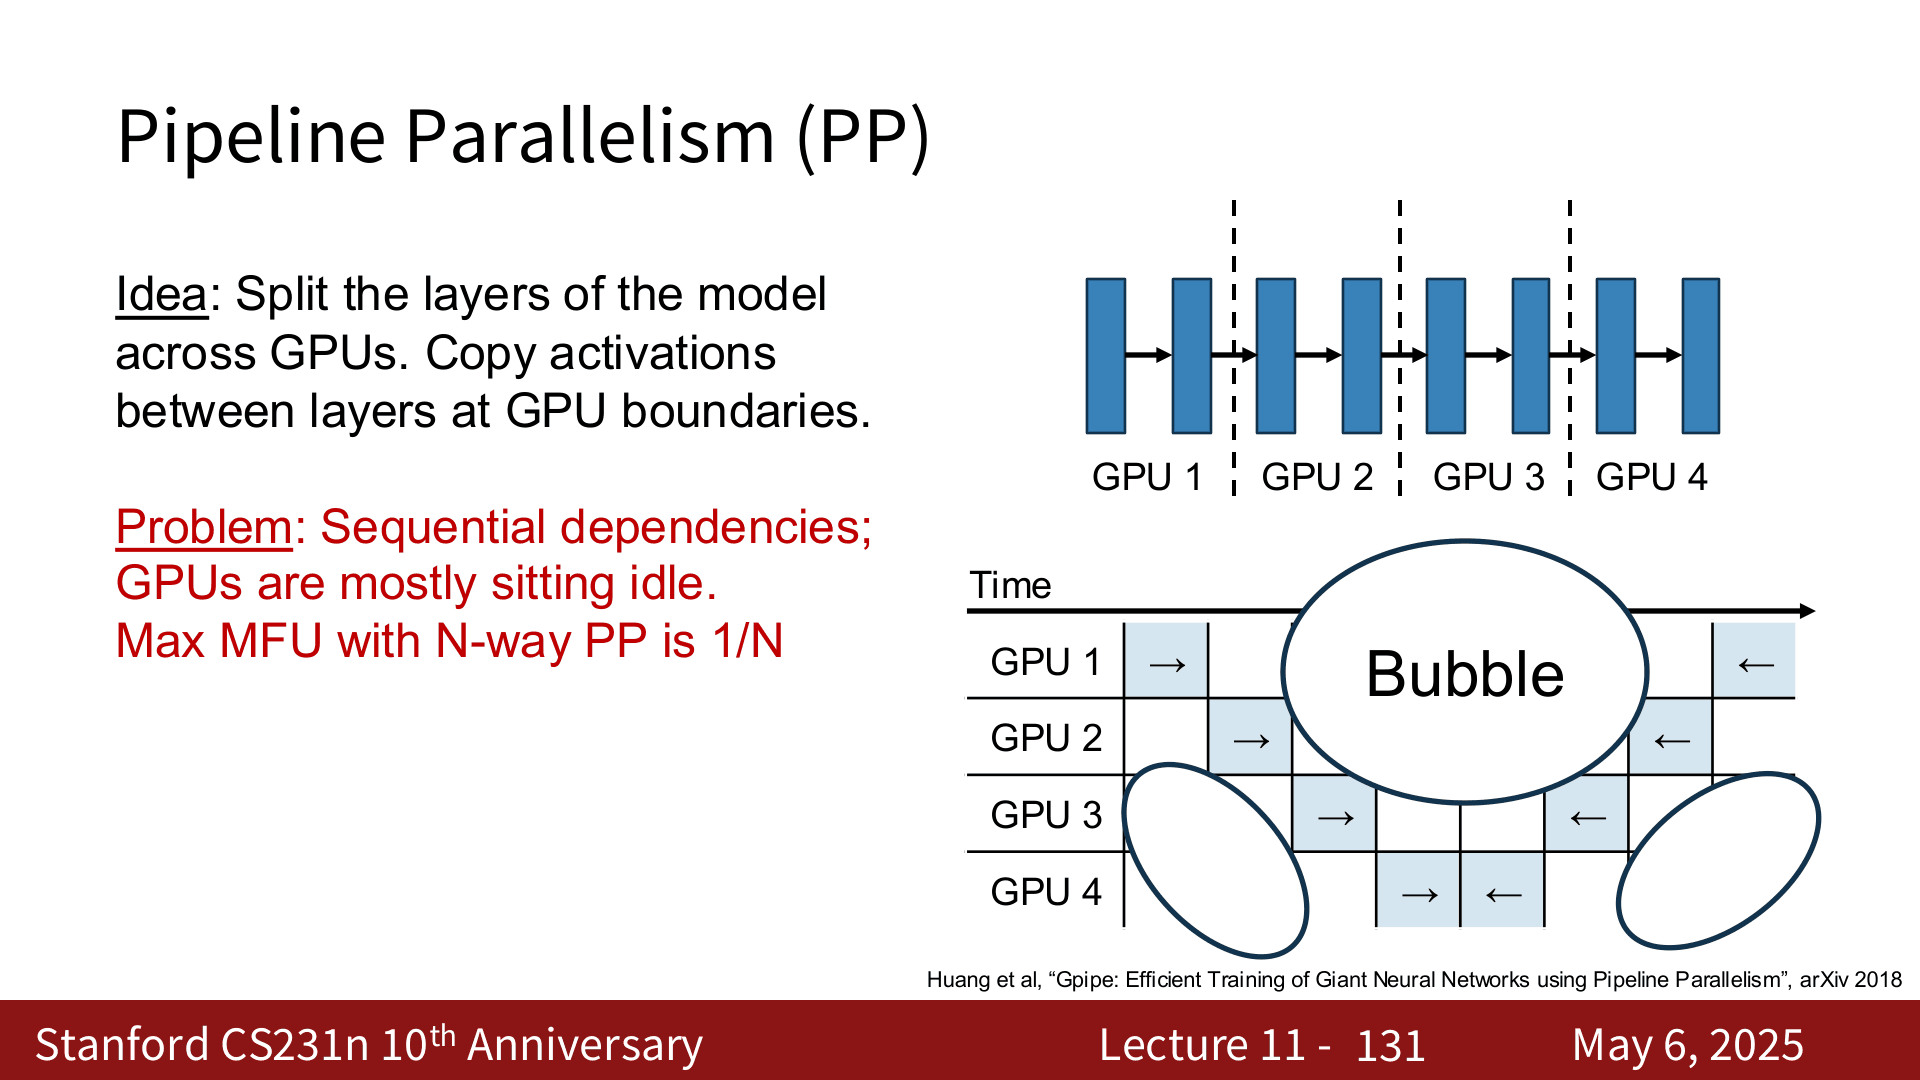 Pipeline Parallelism (PP)
Idea: Split the layers of the model
across GPUs. Copy activations
between layers at GPU boundaries.
Problem: Sequential dependencies;
GPUs are mostly sitting idle.
Max MFU with N-way PP is 1/N
GPU 1 GPU 2 GPU 3 GPU 4
Time
Bubble
GPU 1 → ←
GPU 2 → ←
GPU 3 → ←
GPU 4 → ←
Huang et al, “Gpipe: Efficient Training of Giant Neural Networks using Pipeline Parallelism”, arXiv 2018
Stanford CS231n 10th Anniversary Lecture 11 - 131 May 6, 2025